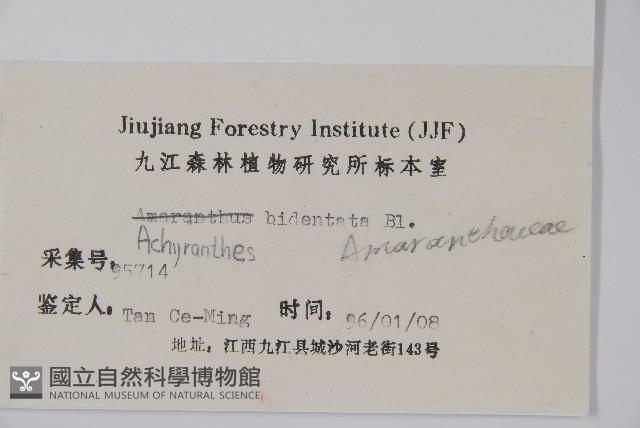 Jiujiang Forestry Institute (JJF)
九江森林植物研究所标本室
Amaranthus bidentata Bl.
Achyranthes Amaranthaceae
采集号: 95714
鉴定人: Tan Ce-Ming 时间: 96/01/08
地址: 江西九江县城沙河老街143号
國立自然科學博物館
NATIONAL MUSEUM OF NATURAL SCIENCE